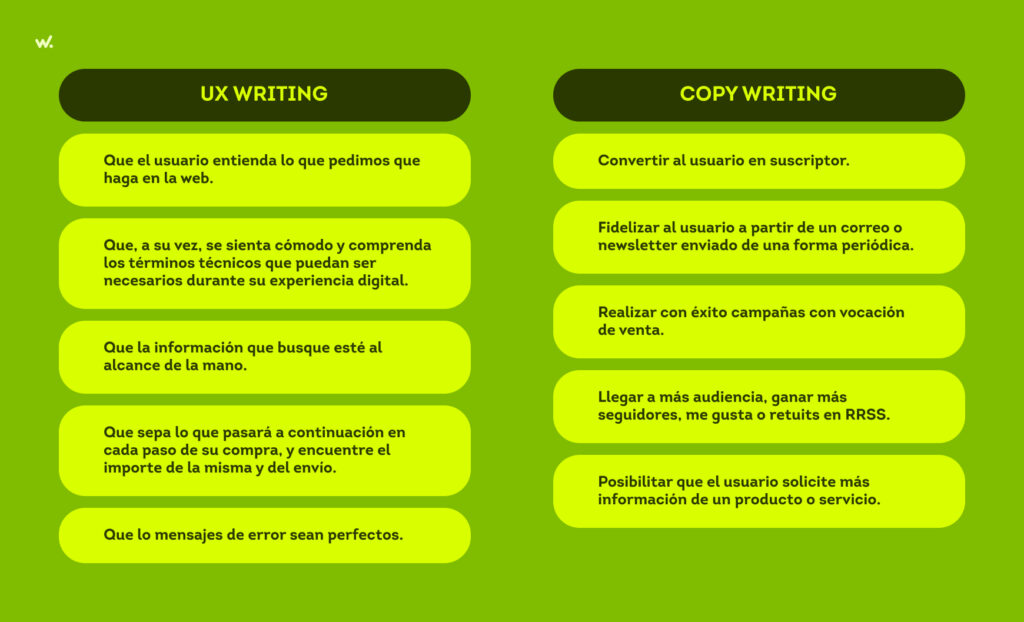 w.
UX WRITING
Que el usuario entienda lo que pedimos que
haga en la web.
Que, a su vez, se sienta cómodo y comprenda
los términos técnicos que puedan ser
necesarios durante su experiencia digital.
Que la información que busque esté al
alcance de la mano.
Que sepa lo que pasará a continuación en
cada paso de su compra, y encuentre el
importe de la misma y del envío.
Que lo mensajes de error sean perfectos.
COPY WRITING
Convertir al usuario en suscriptor.
Fidelizar al usuario a partir de un correo o
newsletter enviado de una forma periódica.
Realizar con éxito campañas con vocación
de venta.
Llegar a más audiencia, ganar más
seguidores, me gusta o retuits en RRSS.
Posibilitar que el usuario solicite más
información de un producto o servicio.